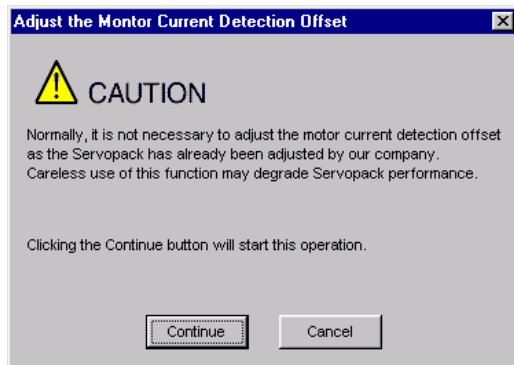 Adjust the Montor Current Detection Offset
CAUTION
Normally, it is not necessary to adjust the motor current detection offset
as the Servopack has already been adjusted by our company.
Careless use of this function may degrade Servopack performance.
Clicking the Continue button will start this operation.
Continue Cancel